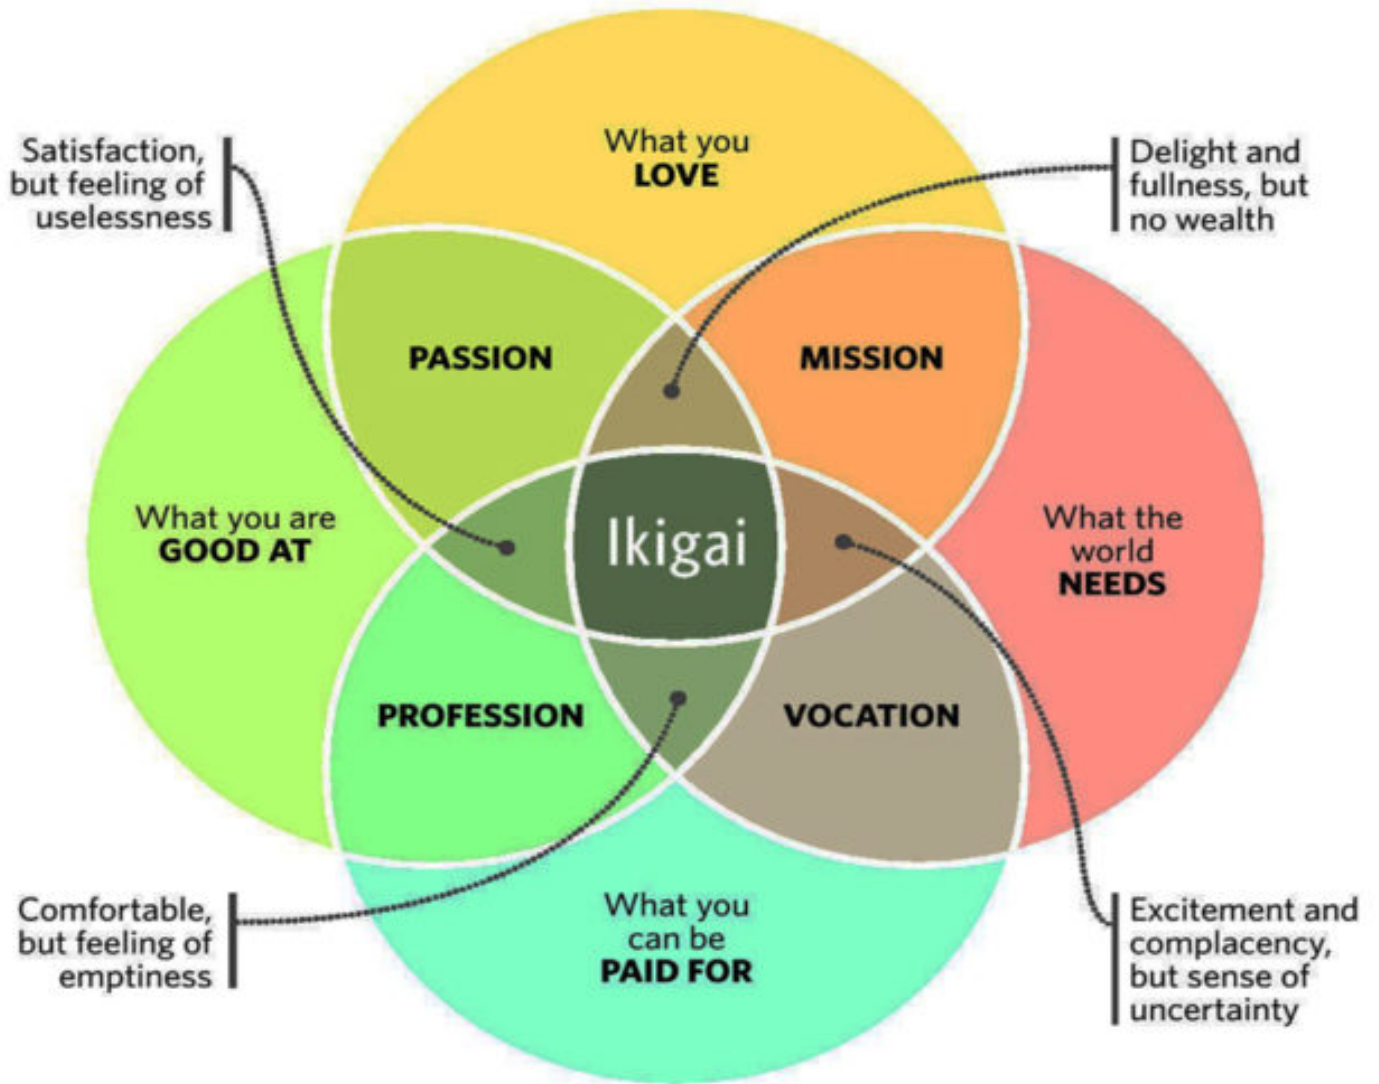 What you
LOVE
Satisfaction,
but feeling of
uselessness
Delight and
fullness, but
no wealth
PASSION
MISSION
What you are
GOOD AT
Ikigai
What the
world
NEEDS
PROFESSION
VOCATION
What you
can be
PAID FOR
Comfortable,
but feeling of
emptiness
Excitement and
complacency,
but sense of
uncertainty